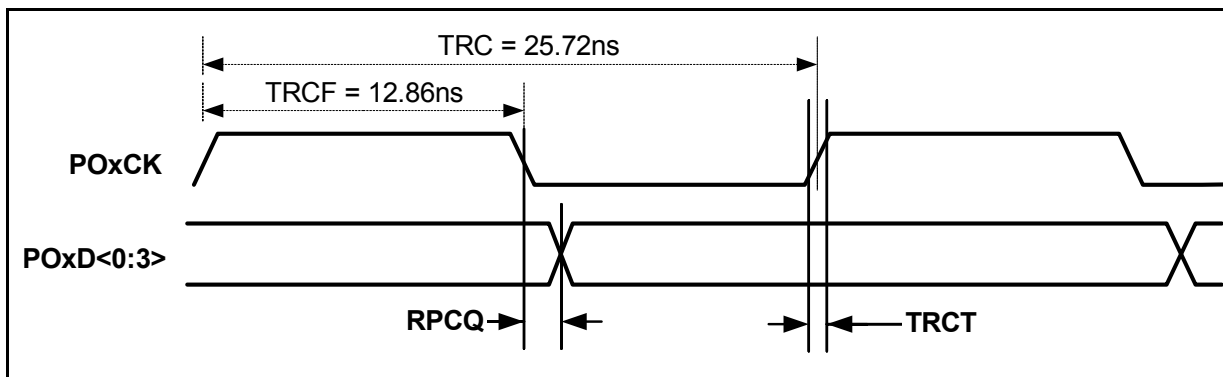 TRC = 25.72ns
TRCF = 12.86ns
POxCK
POxD<0:3>
RPCQ
TRCT